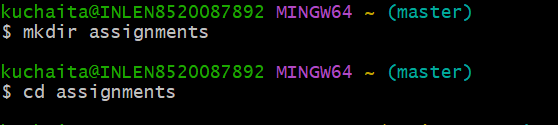 kuchaita@INLEN8520087892 MINGW64 ~ (master)
$ mkdir assignments
kuchaita@INLEN8520087892 MINGW64 ~ (master)
$ cd assignments